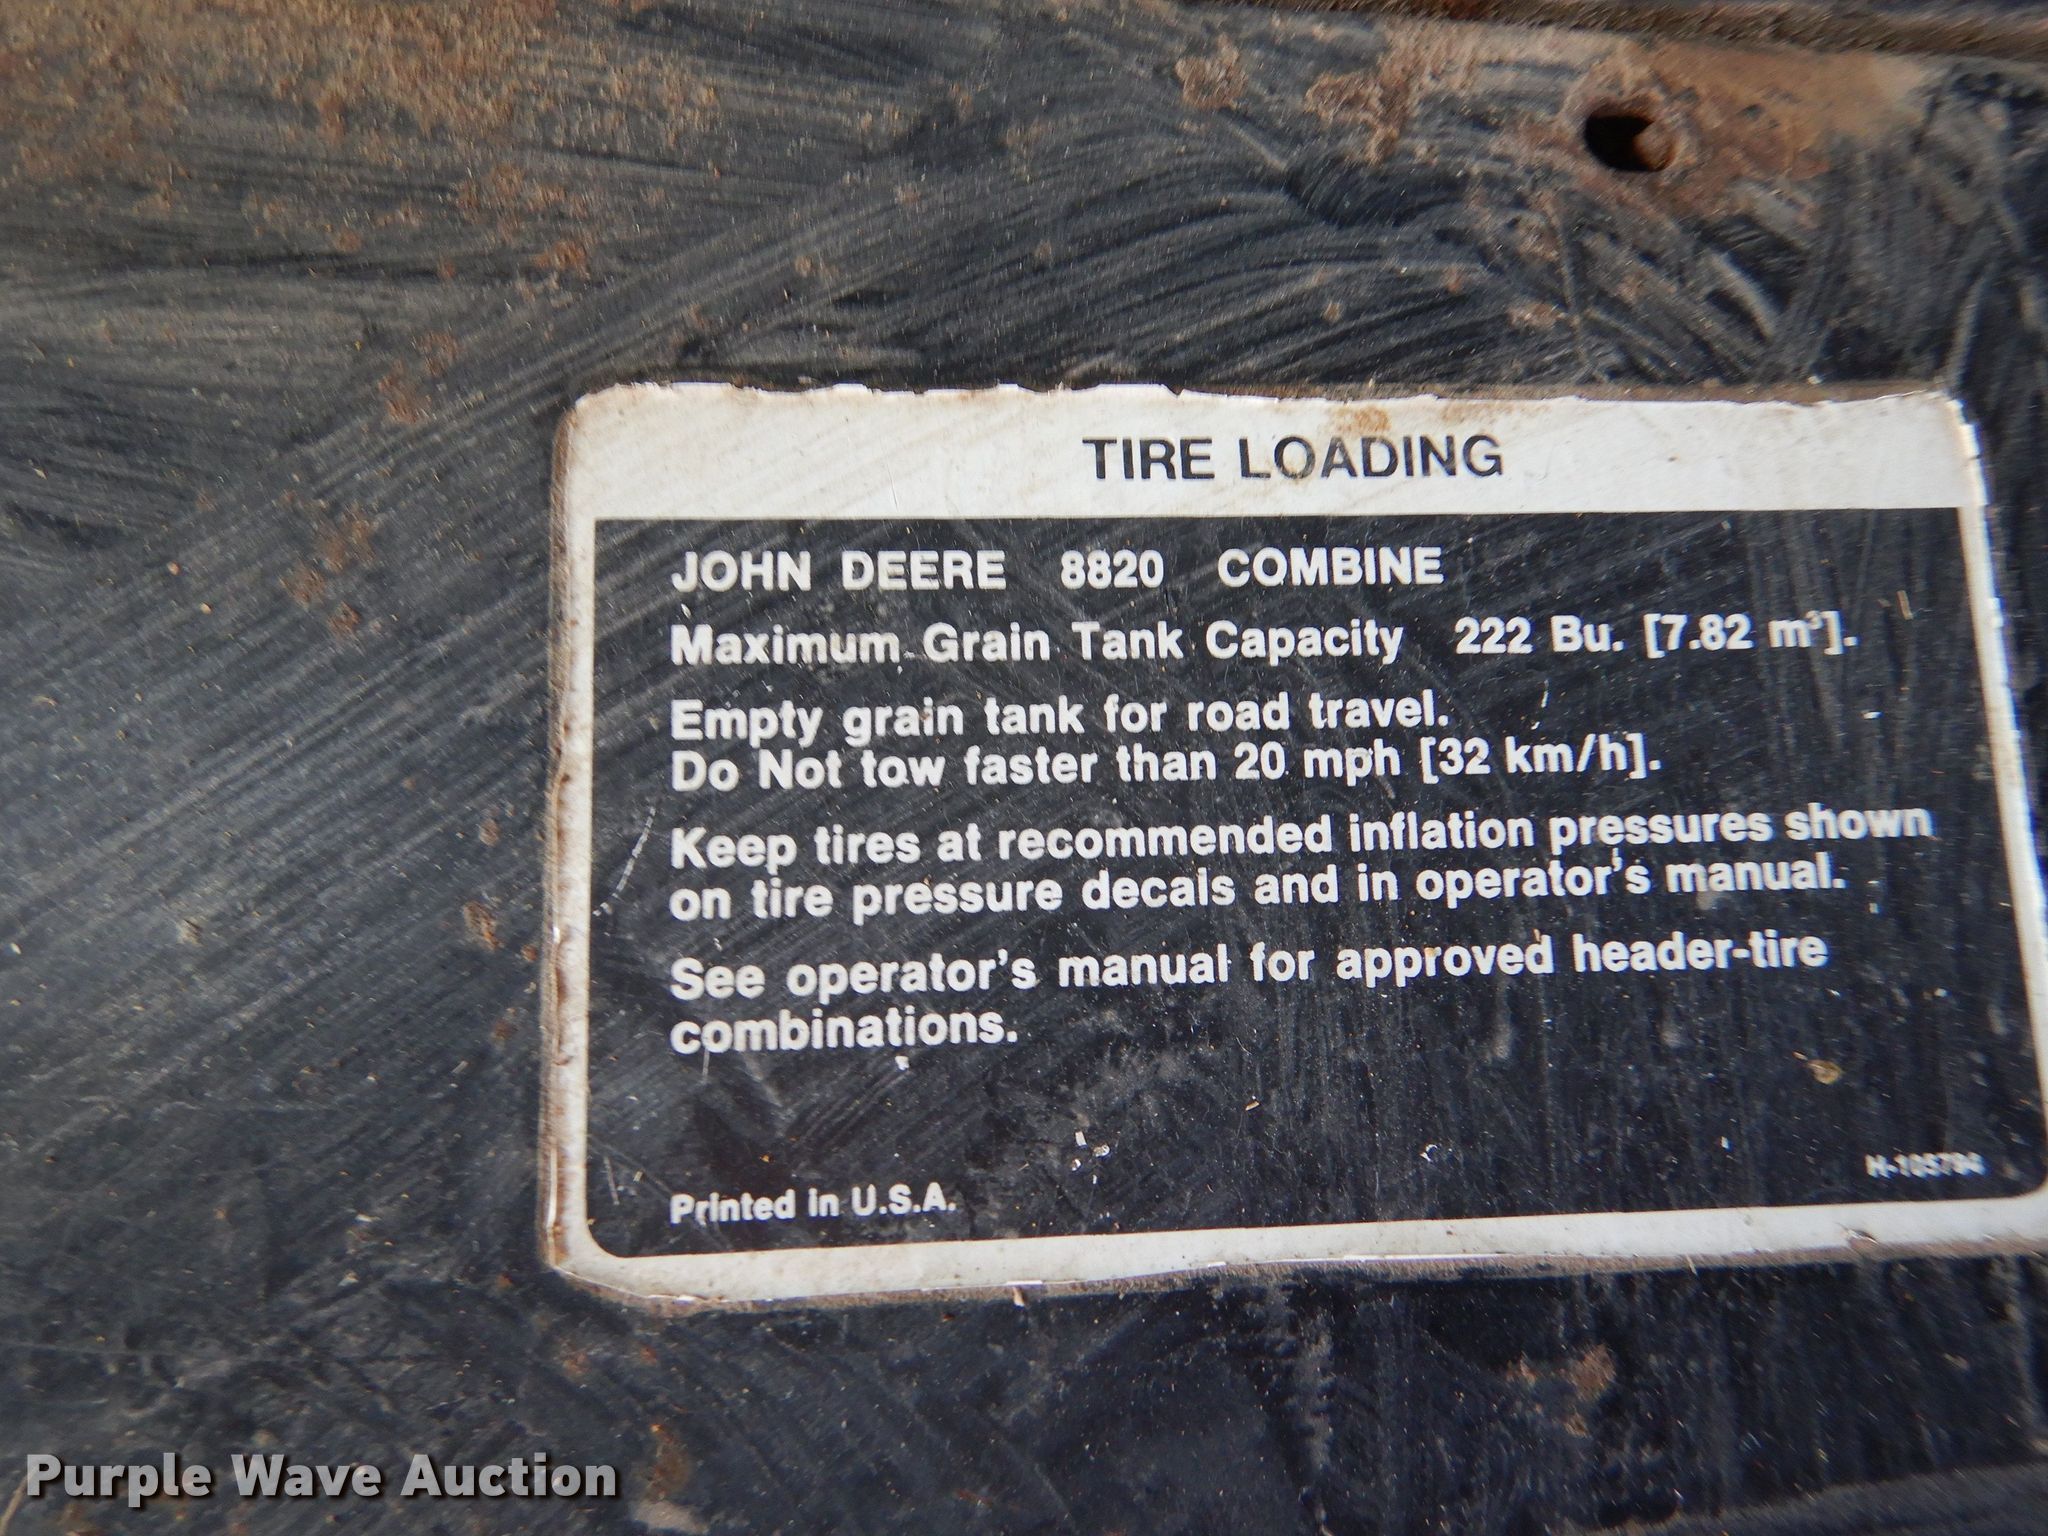 TIRE LOADING
JOHN DEERE 8820 COMBINE
Maximum Grain Tank Capacity 222 Bu. [7.82 m³].
Empty grain tank for road travel.
Do Not tow faster than 20 mph [32 km/h].
Keep tires at recommended inflation pressures shown
on tire pressure decals and in operator's manual.
See operator's manual for approved header-tire
combinations.
Printed in U.S.A.
H-105794
Purple Wave Auction